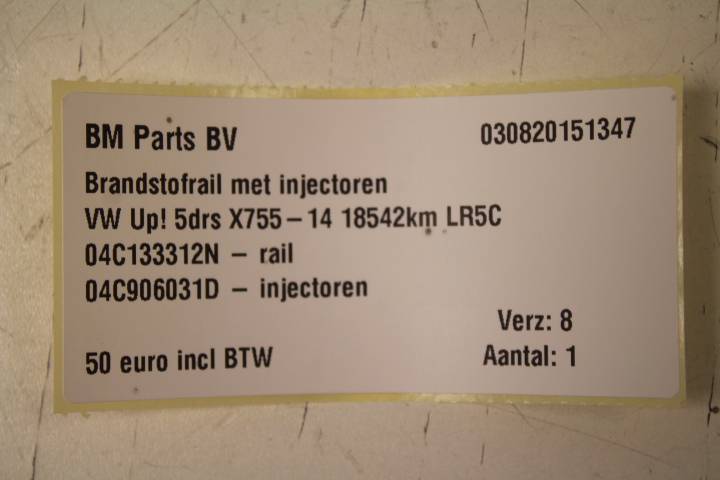 BM Parts BV 030820151347
Brandstofrail met injectoren
VW Up! 5drs X755 – 14 18542km LR5C
04C133312N – rail
04C906031D – injectoren
Verz: 8
50 euro incl BTW Aantal: 1